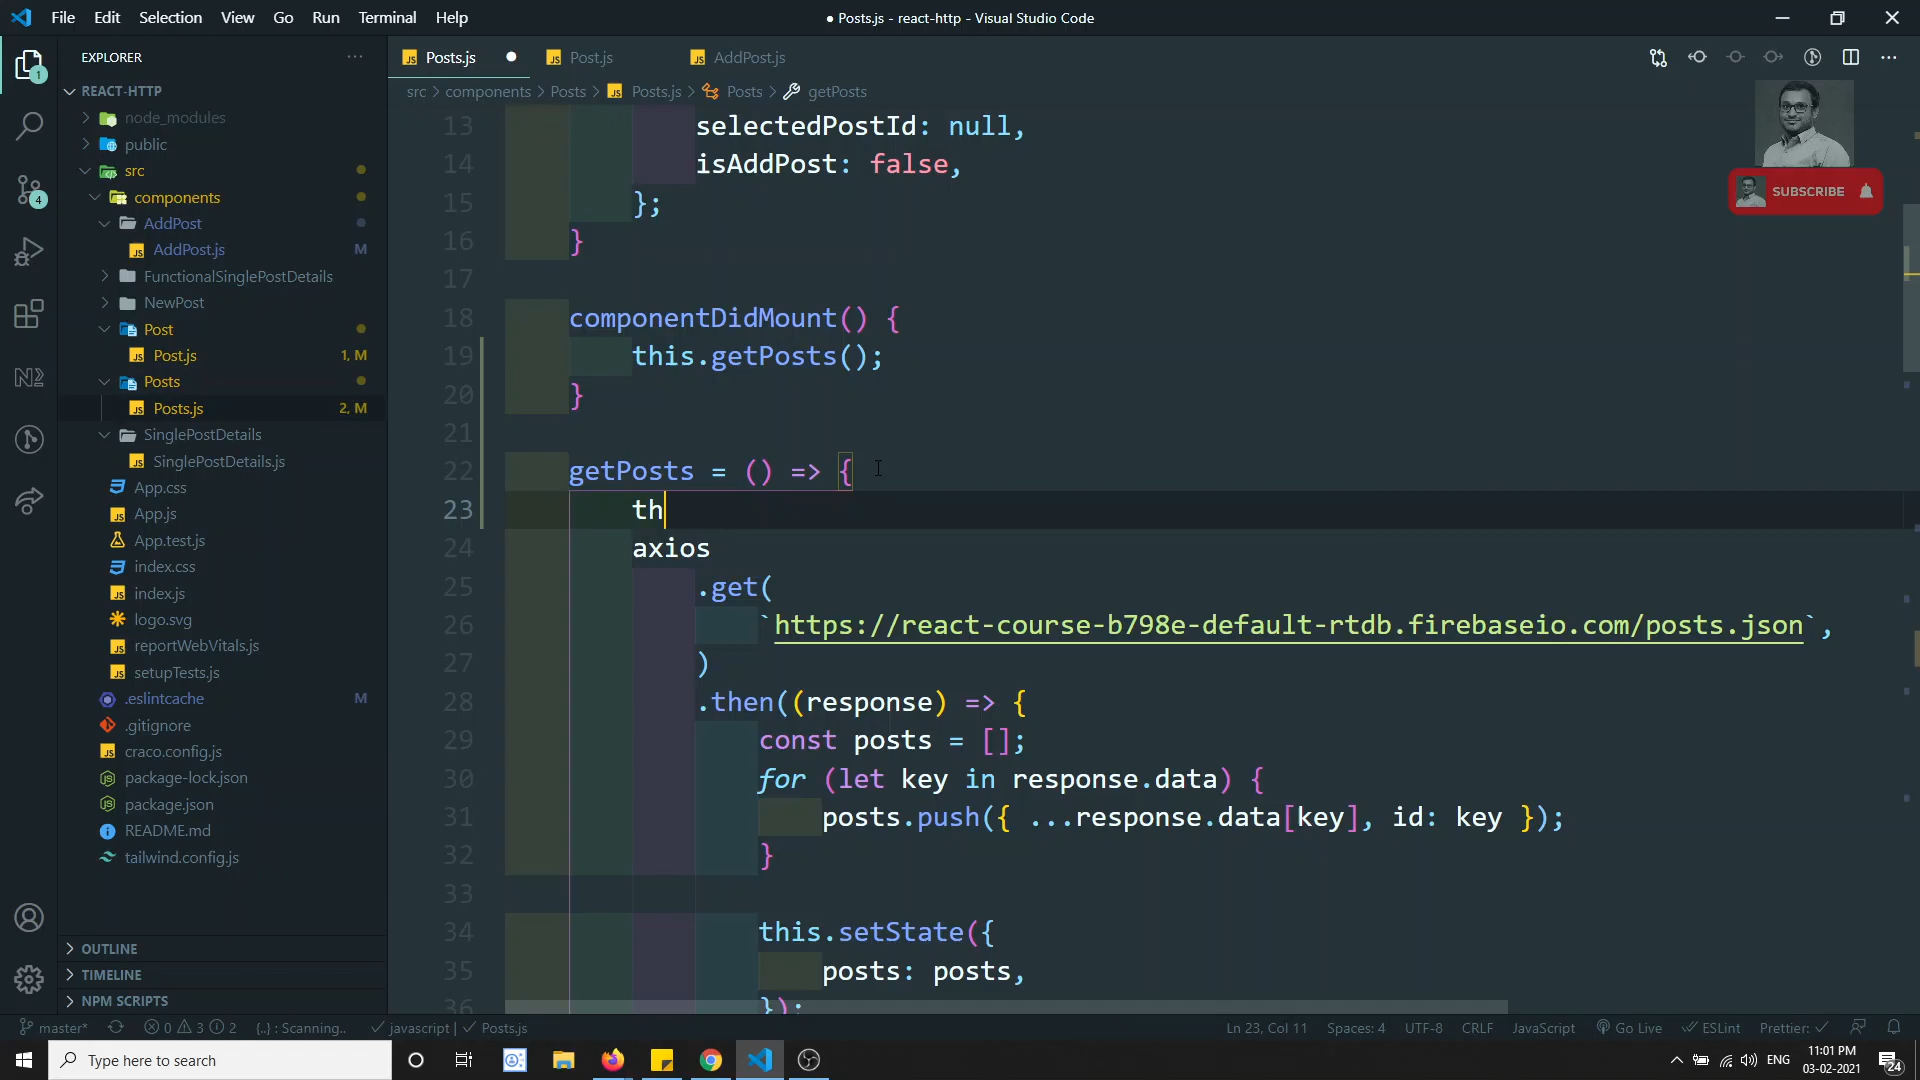 File Edit Selection View Go Run Terminal Help
● Posts.js - react-http - Visual Studio Code
EXPLORER
REACT-HTTP
node_modules
public
src
components
AddPost
AddPost.js M
FunctionalSinglePostDetails
NewPost
Post
Post.js 1, M
Posts
Posts.js 2, M
SinglePostDetails
SinglePostDetails.js
App.css
App.js
App.test.js
index.css
index.js
logo.svg
reportWebVitals.js
setupTests.js
.eslintcache M
.gitignore
craco.config.js
package-lock.json
package.json
README.md
tailwind.config.js
OUTLINE
TIMELINE
NPM SCRIPTS
1
4
Posts.js Post.js AddPost.js
src > components > Posts > Posts.js > Posts > getPosts
SUBSCRIBE
13 selectedPostId: null,
14 isAddPost: false,
15 };
16 }
17
18 componentDidMount() {
19 this.getPosts();
20 }
21
22 getPosts = () => {
23 th
24 axios
25 .get(
26 `https://react-course-b798e-default-rtdb.firebaseio.com/posts.json`,
27 )
28 .then((response) => {
29 const posts = [];
30 for (let key in response.data) {
31 posts.push({ ...response.data[key], id: key });
32 }
33
34 this.setState({
35 posts: posts,
36 });
master* 0 3 2 {..} : Scanning.. javascript | Posts.js
Ln 23, Col 11 Spaces: 4 UTF-8 CRLF JavaScript Go Live ESLint Prettier:
Type here to search
ENG
11:01 PM
03-02-2021
24